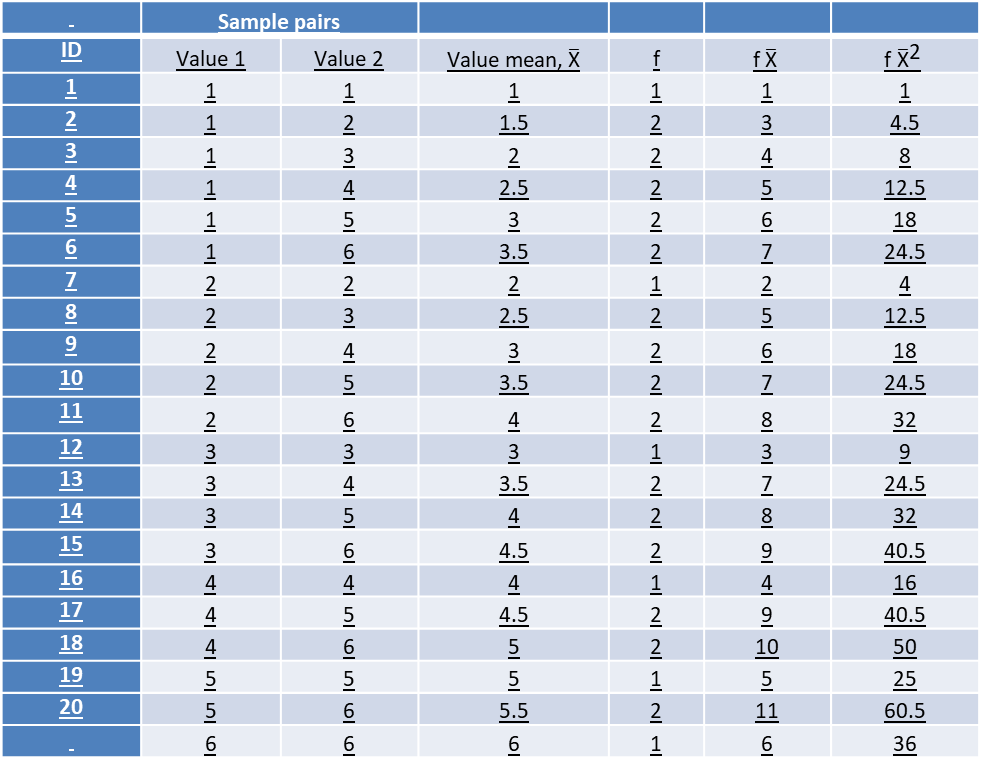 Sample pairs
ID Value 1 Value 2 Value mean, X̅ f f X̅ f X̅2
1 1 1 1 1 1 1
2 1 2 1.5 2 3 4.5
3 1 3 2 2 4 8
4 1 4 2.5 2 5 12.5
5 1 5 3 2 6 18
6 1 6 3.5 2 7 24.5
7 2 2 2 1 2 4
8 2 3 2.5 2 5 12.5
9 2 4 3 2 6 18
10 2 5 3.5 2 7 24.5
11 2 6 4 2 8 32
12 3 3 3 1 3 9
13 3 4 3.5 2 7 24.5
14 3 5 4 2 8 32
15 3 6 4.5 2 9 40.5
16 4 4 4 1 4 16
17 4 5 4.5 2 9 40.5
18 4 6 5 2 10 50
19 5 5 5 1 5 25
20 5 6 5.5 2 11 60.5
6 6 6 1 6 36